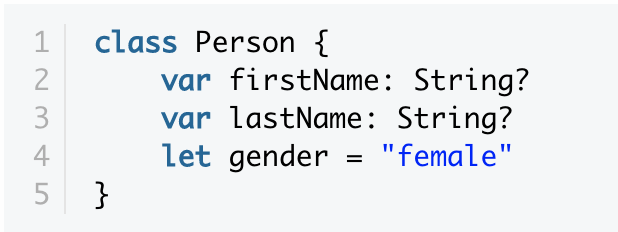 1 class Person {
2     var firstName: String?
3     var lastName: String?
4     let gender = "female"
5 }